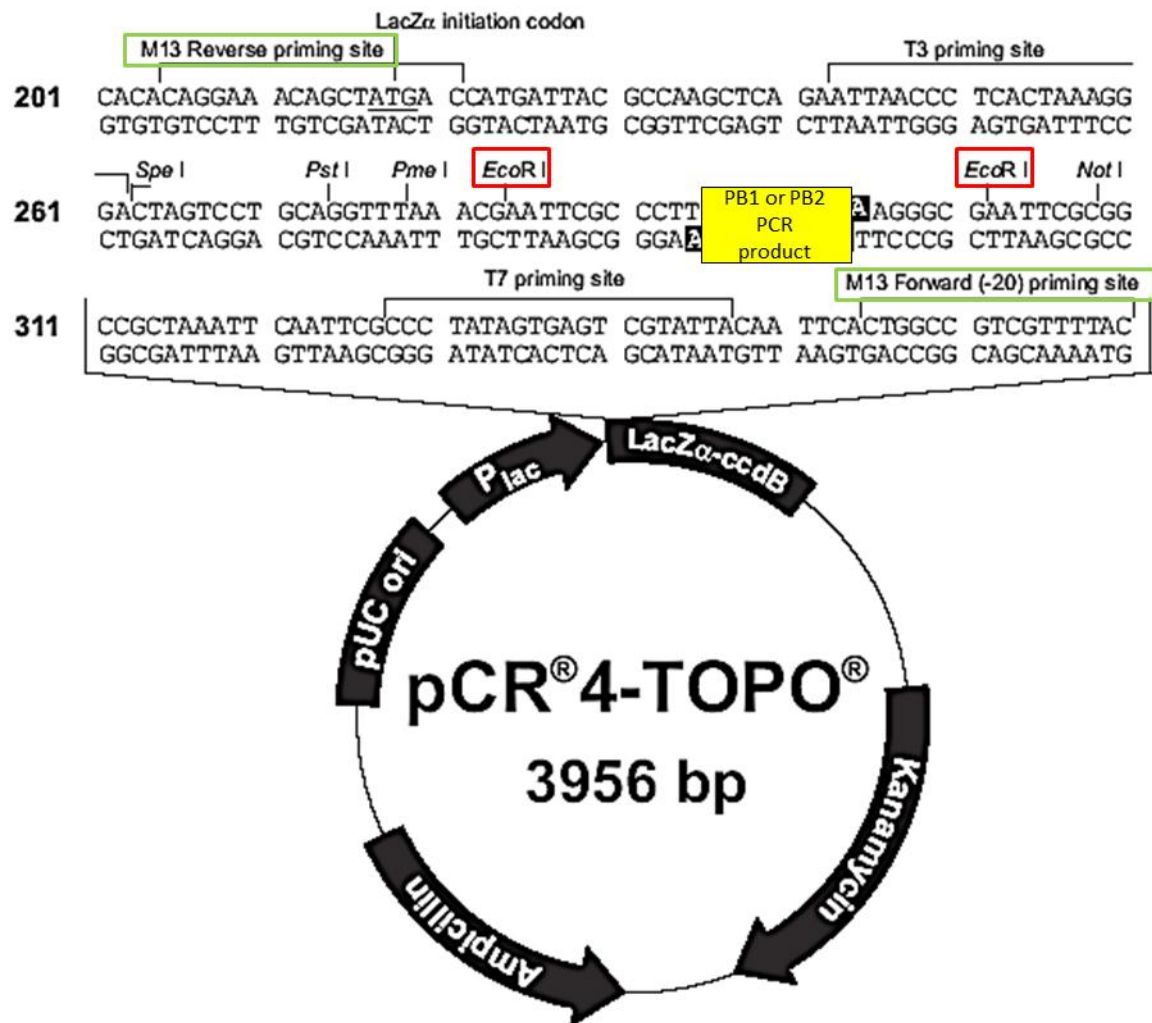 LacZα initiation codon
M13 Reverse priming site
T3 priming site
201 CACACAGGAA ACAGCTATGA CCATGATTAC GCCAAGCTCA GAATTAACCC TCACTAAAGG
GTGTGTCCTT TGTCGATACT GGTACTAATG CGGTTCGAGT CTTAATTGGG AGTGATTTCC
Spe I Pst I Pme I EcoR I EcoR I Not I
261 GACTAGTCCT GCAGGTTTAA ACGAATTCGC CCTT PB1 or PB2 A AGGGC GAATTCGCGG
PCR
CTGATCAGGA CGTCCAAATT TGCTTAAGCG GGAA product TTCCCG CTTAAGCGCC
T7 priming site
M13 Forward (-20) priming site
311 CCGCTAAATT CAATTCGCCC TATAGTGAGT CGTATTACAA TTCACTGGCC GTCGTTTTAC
GGCGATTTAA GTTAAGCGGG ATATCACTCA GCATAATGTT AAGTGACCGG CAGCAAAATG
Plac
LacZα-ccdB
pUC ori
pCR®4-TOPO®
3956 bp
Kanamycin
Ampicillin